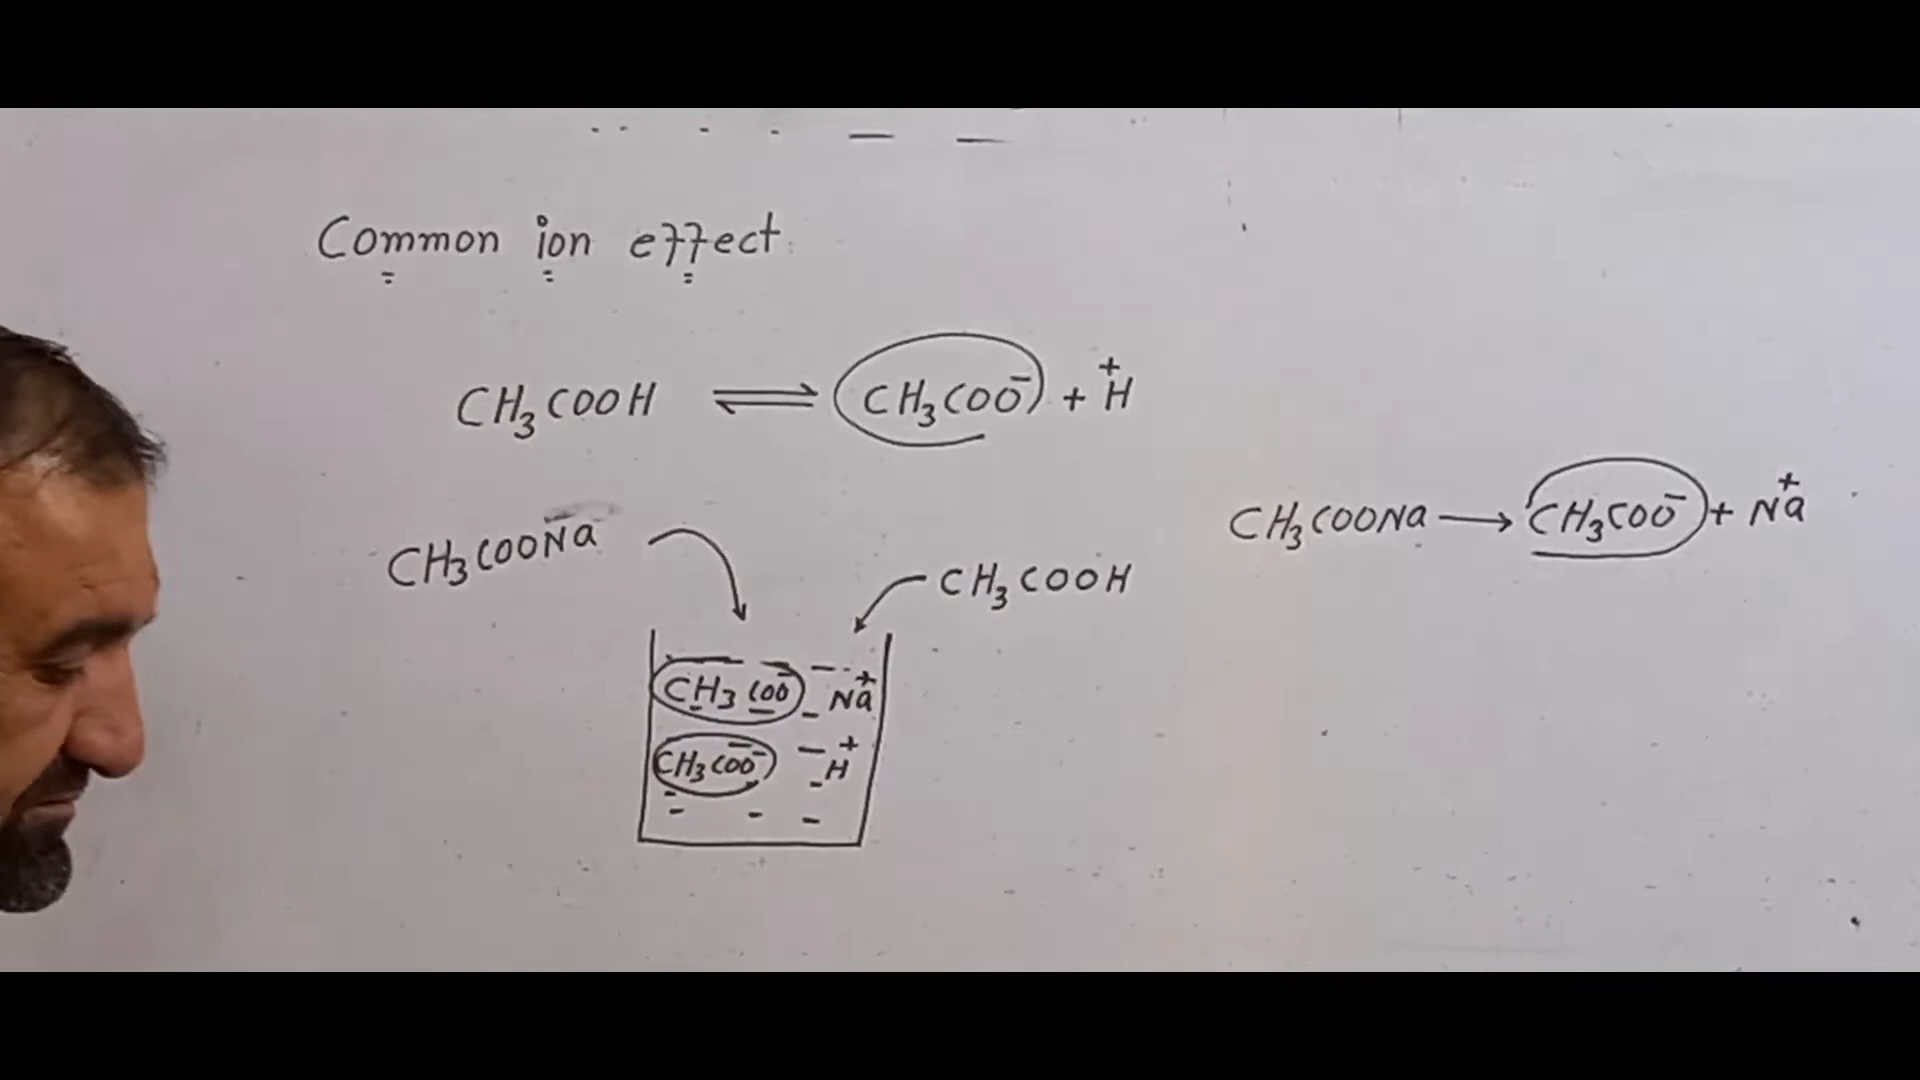 Common ion effect
CH₃COOH ⇌ CH₃COO⁻ + H⁺
CH₃COONa
CH₃COONa → CH₃COO⁻ + Na⁺
CH₃COOH
CH₃COO⁻ Na⁺
CH₃COO⁻ H⁺